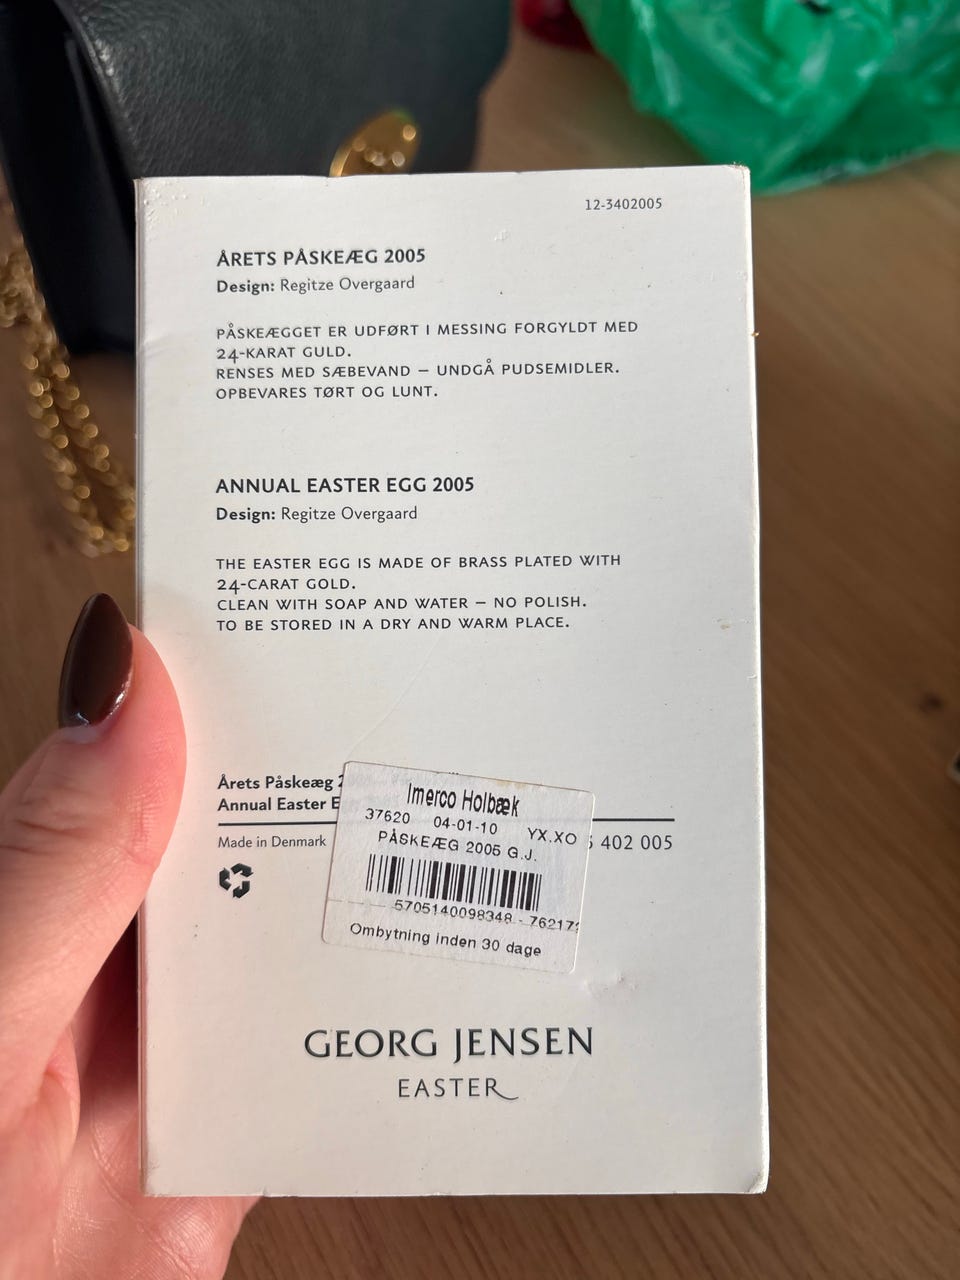 12-3402005
ÅRETS PÅSKEÆG 2005
Design: Regitze Overgaard
PÅSKEÆGGET ER UDFØRT I MESSING FORGYLDT MED
24-KARAT GULD.
RENSES MED SÆBEVAND – UNDGÅ PUDSEMIDLER.
OPBEVARES TØRT OG LUNT.
ANNUAL EASTER EGG 2005
Design: Regitze Overgaard
THE EASTER EGG IS MADE OF BRASS PLATED WITH
24-CARAT GOLD.
CLEAN WITH SOAP AND WATER – NO POLISH.
TO BE STORED IN A DRY AND WARM PLACE.
Årets Påskeæg 2005
Annual Easter E
Made in Denmark
402 005
Imerco Holbæk
37620 04-01-10 YX.XO
PÅSKEÆG 2005 G.J.
5705140098348 - 76217
Ombytning inden 30 dage
GEORG JENSEN
EASTER